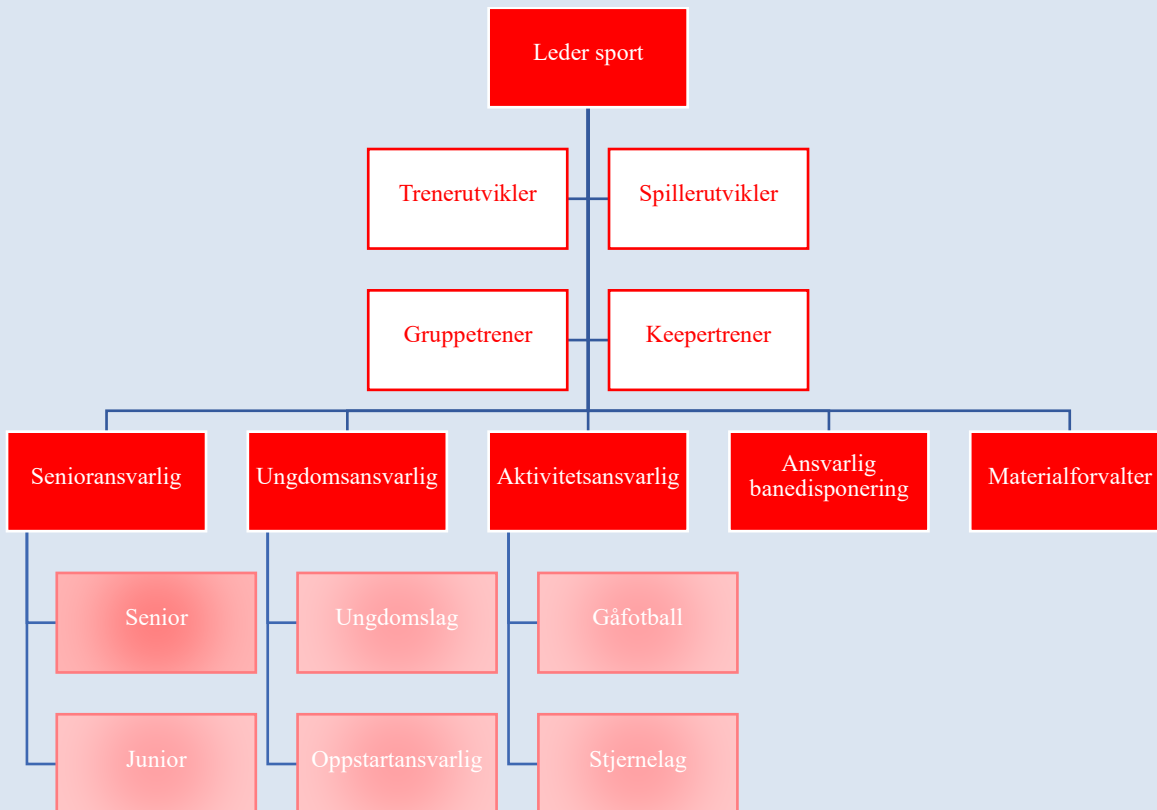 Leder sport
Trenerutvikler
Spillerutvikler
Gruppetrener
Keepertrener
Senioransvarlig
Ungdomsansvarlig
Aktivitetsansvarlig
Ansvarlig
banedisponering
Materialforvalter
Senior
Ungdomslag
Gåfotball
Junior
Oppstartansvarlig
Stjernelag